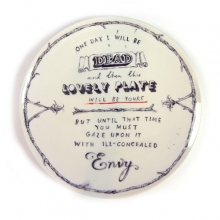 ONE DAY I WILL BE
DEAD
and then this
LOVELY PLATE
WILL BE YOURS
BUT UNTIL THAT TIME
YOU MUST
GAZE UPON IT
WITH ILL-CONCEALED
Envy.